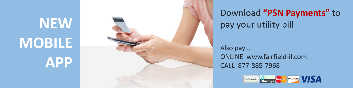 NEW
MOBILE
APP
Download "PSN Payments" to
pay your utility bill
Also pay...
ONLINE www.fairfield-il.com
CALL 877-885-7968
VISA